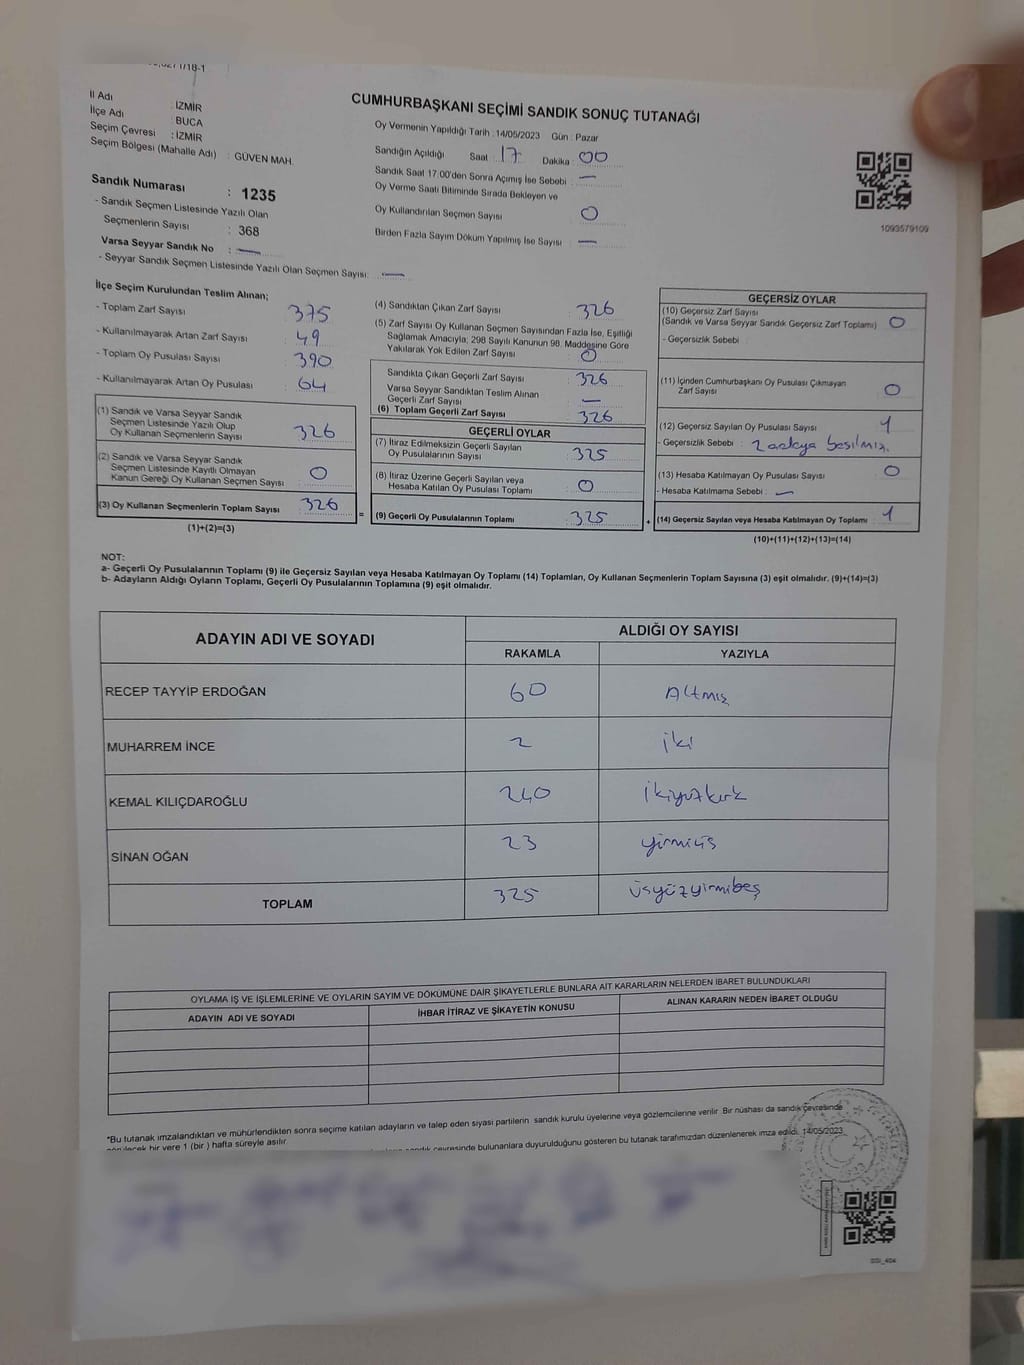 CUMHURBAŞKANI SEÇİMİ SANDIK SONUÇ TUTANAĞI
İl Adı : İZMİR
İlçe Adı : BUCA
Seçim Çevresi : İZMİR
Seçim Bölgesi (Mahalle Adı) : GÜVEN MAH.
Sandık Numarası : 1235
- Sandık Seçmen Listesinde Yazılı Olan
Seçmenlerin Sayısı : 368
Varsa Seyyar Sandık No : —
- Seyyar Sandık Seçmen Listesinde Yazılı Olan Seçmen Sayısı: —
Oy Vermenin Yapıldığı Tarih : 14/05/2023 Gün : Pazar
Sandığın Açıldığı Saat : 17 Dakika : 00
Sandık Saat 17.00'den Sonra Açımış İse Sebebi : —
Oy Verme Saati Bitiminde Sırada Bekleyen ve
Oy Kullandırılan Seçmen Sayısı : 0
Birden Fazla Sayım Döküm Yapılmış İse Sayısı : —
1093579109
İlçe Seçim Kurulundan Teslim Alınan;
- Toplam Zarf Sayısı : 375
- Kullanılmayarak Artan Zarf Sayısı : 49
- Toplam Oy Pusulası Sayısı : 390
- Kullanılmayarak Artan Oy Pusulası : 64
(1) Sandık ve Varsa Seyyar Sandık
Seçmen Listesinde Yazılı Olup
Oy Kullanan Seçmenlerin Sayısı : 326
(2) Sandık ve Varsa Seyyar Sandık
Seçmen Listesinde Kayıtlı Olmayan
Kanun Gereği Oy Kullanan Seçmen Sayısı : 0
(3) Oy Kullanan Seçmenlerin Toplam Sayısı : 326
(1)+(2)=(3)
(4) Sandıktan Çıkan Zarf Sayısı : 326
(5) Zarf Sayısı Oy Kullanan Seçmen Sayısından Fazla İse, Eşitliği
Sağlamak Amacıyla; 298 Sayılı Kanunun 98. Maddesine Göre
Yakılarak Yok Edilen Zarf Sayısı : 0
Sandıkta Çıkan Geçerli Zarf Sayısı : 326
Varsa Seyyar Sandıktan Teslim Alınan
Geçerli Zarf Sayısı : —
(6) Toplam Geçerli Zarf Sayısı : 326
GEÇERLİ OYLAR
(7) İtiraz Edilmeksizin Geçerli Sayılan
Oy Pusulalarının Sayısı : 325
(8) İtiraz Üzerine Geçerli Sayılan veya
Hesaba Katılan Oy Pusulası Toplamı : 0
= (9) Geçerli Oy Pusulalarının Toplamı : 325 +
GEÇERSİZ OYLAR
(10) Geçersiz Zarf Sayısı
(Sandık ve Varsa Seyyar Sandık Geçersiz Zarf Toplamı) : 0
- Geçersizlik Sebebi :
(11) İçinden Cumhurbaşkanı Oy Pusulası Çıkmayan
Zarf Sayısı : 0
(12) Geçersiz Sayılan Oy Pusulası Sayısı : 1
- Geçersizlik Sebebi : 2 adaya basılmış.
(13) Hesaba Katılmayan Oy Pusulası Sayısı : 0
- Hesaba Katılmama Sebebi : —
(14) Geçersiz Sayılan veya Hesaba Katılmayan Oy Toplamı : 1
(10)+(11)+(12)+(13)=(14)
NOT:
a- Geçerli Oy Pusulalarının Toplamı (9) ile Geçersiz Sayılan veya Hesaba Katılmayan Oy Toplamı (14) Toplamları, Oy Kullanan Seçmenlerin Toplam Sayısına (3) eşit olmalıdır. (9)+(14)=(3)
b- Adayların Aldığı Oyların Toplamı, Geçerli Oy Pusulalarının Toplamına (9) eşit olmalıdır.
ADAYIN ADI VE SOYADI ALDIĞI OY SAYISI
RAKAMLA YAZIYLA
RECEP TAYYİP ERDOĞAN 60 Altmış
MUHARREM İNCE 2 iki
KEMAL KILIÇDAROĞLU 240 ikiyüzkırk
SİNAN OĞAN 23 yirmiüç
TOPLAM 325 üçyüzyirmibeş
OYLAMA İŞ VE İŞLEMLERİNE VE OYLARIN SAYIM VE DÖKÜMÜNE DAİR ŞİKAYETLERLE BUNLARA AİT KARARLARIN NELERDEN İBARET BULUNDUKLARI
ADAYIN ADI VE SOYADI İHBAR İTİRAZ VE ŞİKAYETİN KONUSU ALINAN KARARIN NEDEN İBARET OLDUĞU
*Bu tutanak imzalandıktan ve mühürlendikten sonra seçime katılan adayların ve talep eden siyasi partilerin sandık kurulu üyelerine veya gözlemcilerine verilir. Bir nüshası da sandık çevresinde
bir yere 1 (bir ) hafta süreyle asılır.
sandık çevresinde bulunanlara duyurulduğunu gösteren bu tutanak tarafımızdan düzenlenerek imza edildi. 14/05/2023